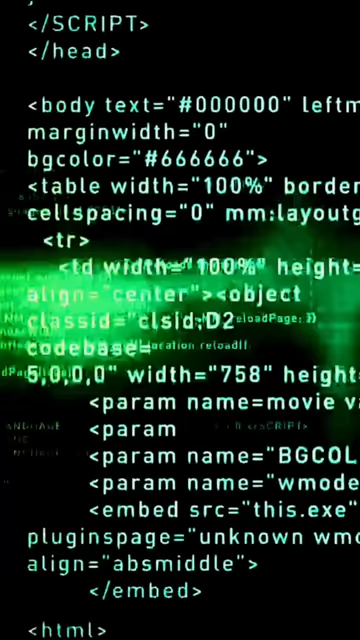 </SCRIPT>
</head>
<body text="#000000" leftm
marginwidth="0"
bgcolor="#666666">
<table width="100%" border
cellspacing="0" mm:layoutg
<tr>
<td width="100%" height=
align="center"><object
classid="clsid:D2
reloadPage: }}
codebase=
location reload()
5,0,0,0" width="758" height
<param name=movie va
<param
<param name="BGCOL
<param name="wmode
<embed src="this.exe"
pluginspage="unknown wmo
align="absmiddle">
</embed>
<html>